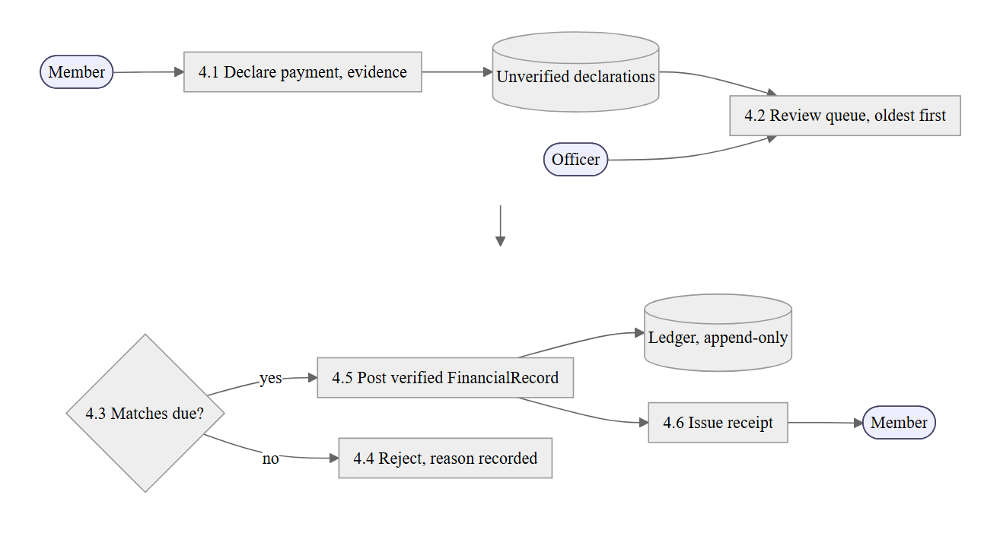 Member
4.1 Declare payment, evidence
Unverified declarations
4.2 Review queue, oldest first
Officer
4.3 Matches due?
yes
no
4.5 Post verified FinancialRecord
4.4 Reject, reason recorded
Ledger, append-only
4.6 Issue receipt
Member